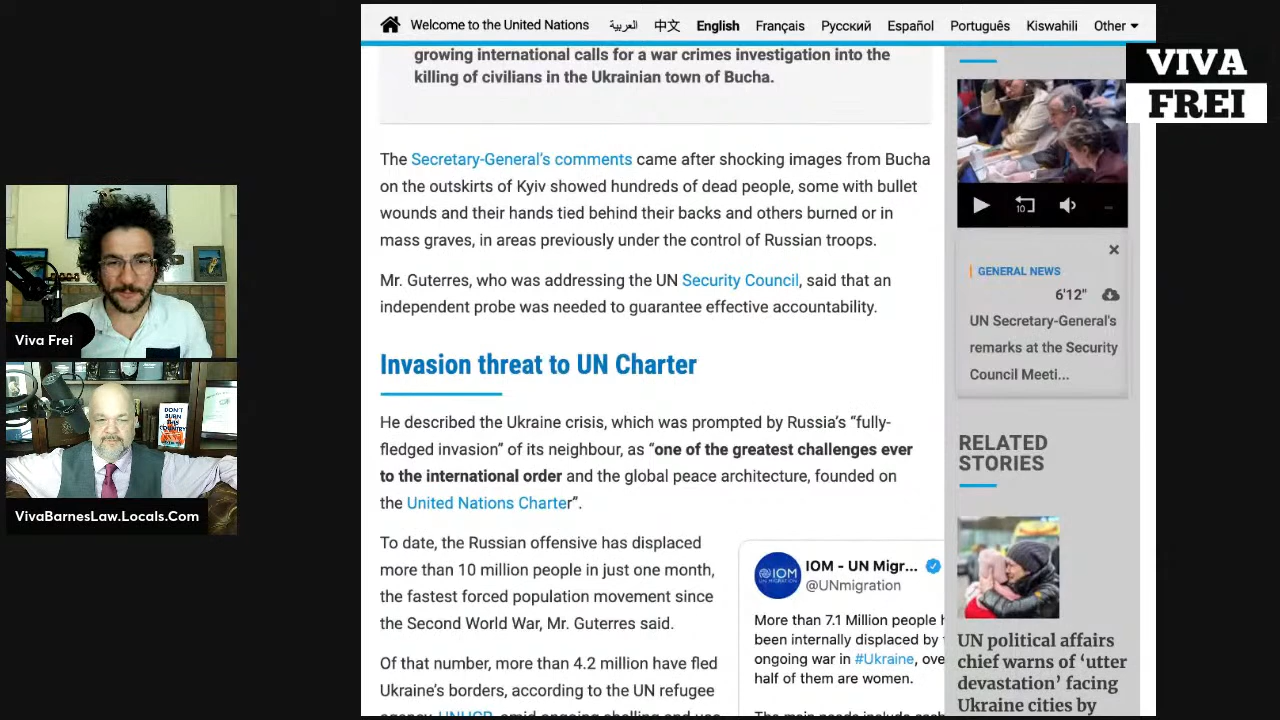 Welcome to the United Nations العربية 中文 English Français Русский Español Português Kiswahili Other
VIVA
FREI
growing international calls for a war crimes investigation into the
killing of civilians in the Ukrainian town of Bucha.
The Secretary-General's comments came after shocking images from Bucha
on the outskirts of Kyiv showed hundreds of dead people, some with bullet
wounds and their hands tied behind their backs and others burned or in
mass graves, in areas previously under the control of Russian troops.
Mr. Guterres, who was addressing the UN Security Council, said that an
independent probe was needed to guarantee effective accountability.
Invasion threat to UN Charter
He described the Ukraine crisis, which was prompted by Russia's “fully-
fledged invasion” of its neighbour, as “one of the greatest challenges ever
to the international order and the global peace architecture, founded on
the United Nations Charter”.
To date, the Russian offensive has displaced
more than 10 million people in just one month,
the fastest forced population movement since
the Second World War, Mr. Guterres said.
Of that number, more than 4.2 million have fled
Ukraine's borders, according to the UN refugee
IOM
UN MIGRATION
IOM - UN Migr...
@UNmigration
More than 7.1 Million people h
been internally displaced by
ongoing war in #Ukraine, ove
half of them are women.
10
GENERAL NEWS
6'12"
UN Secretary-General's
remarks at the Security
Council Meeti...
RELATED
STORIES
UN political affairs
chief warns of ‘utter
devastation’ facing
Ukraine cities by
Viva Frei
DON'T
BURN
THIS
COUNTRY
VivaBarnesLaw.Locals.Com